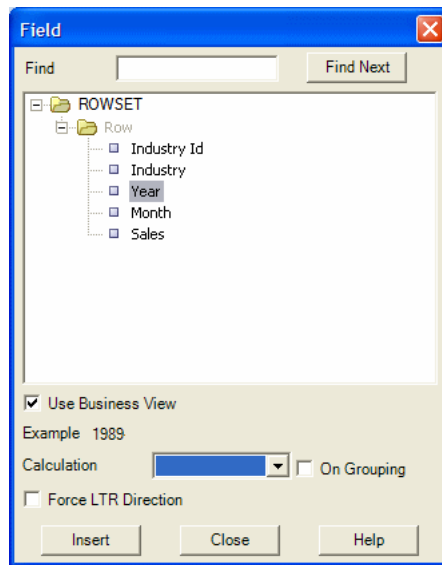 Field
Find
Find Next
ROWSET
Row
Industry Id
Industry
Year
Month
Sales
Use Business View
Example 1989
Calculation
On Grouping
Force LTR Direction
Insert Close Help